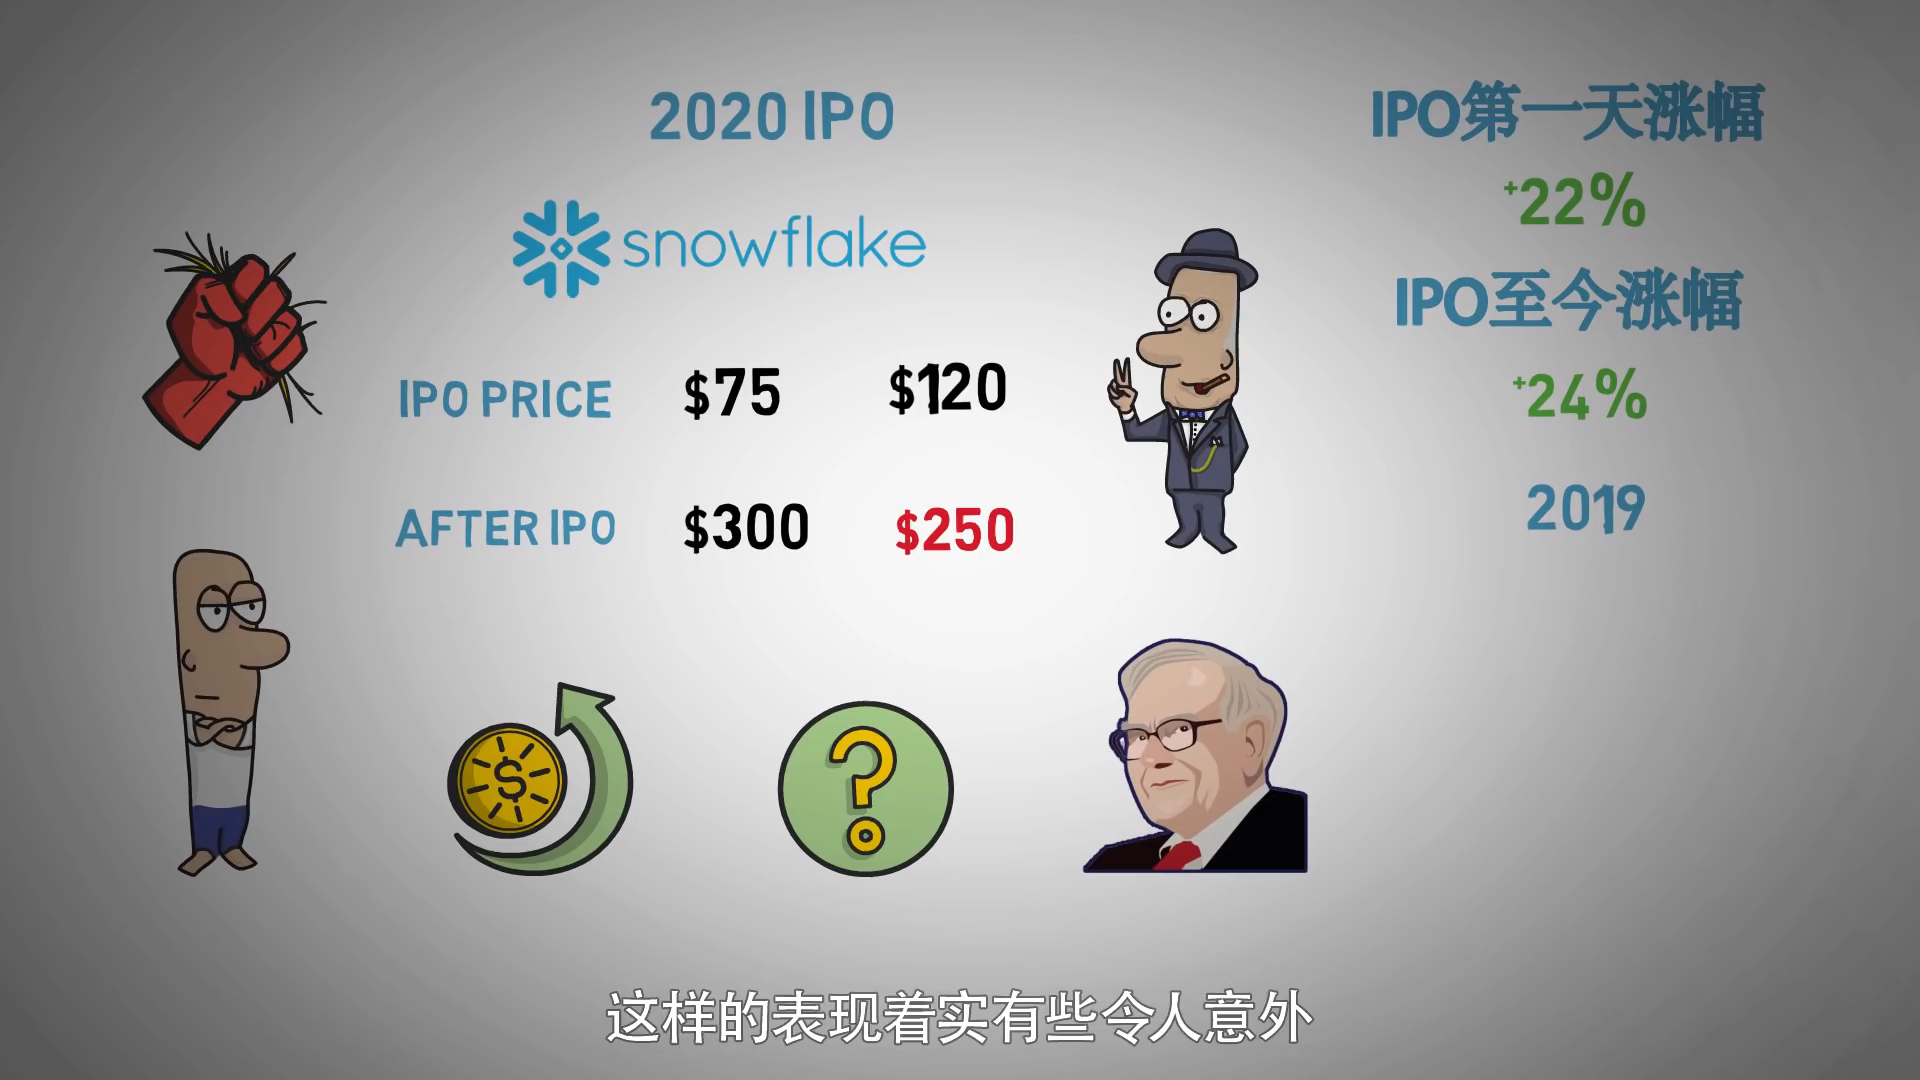 2020 IPO
snowflake
IPO PRICE $75 $120
AFTER IPO $300 $250
IPO第一天涨幅
+22%
IPO至今涨幅
+24%
2019
$
?
这样的表现着实有些令人意外